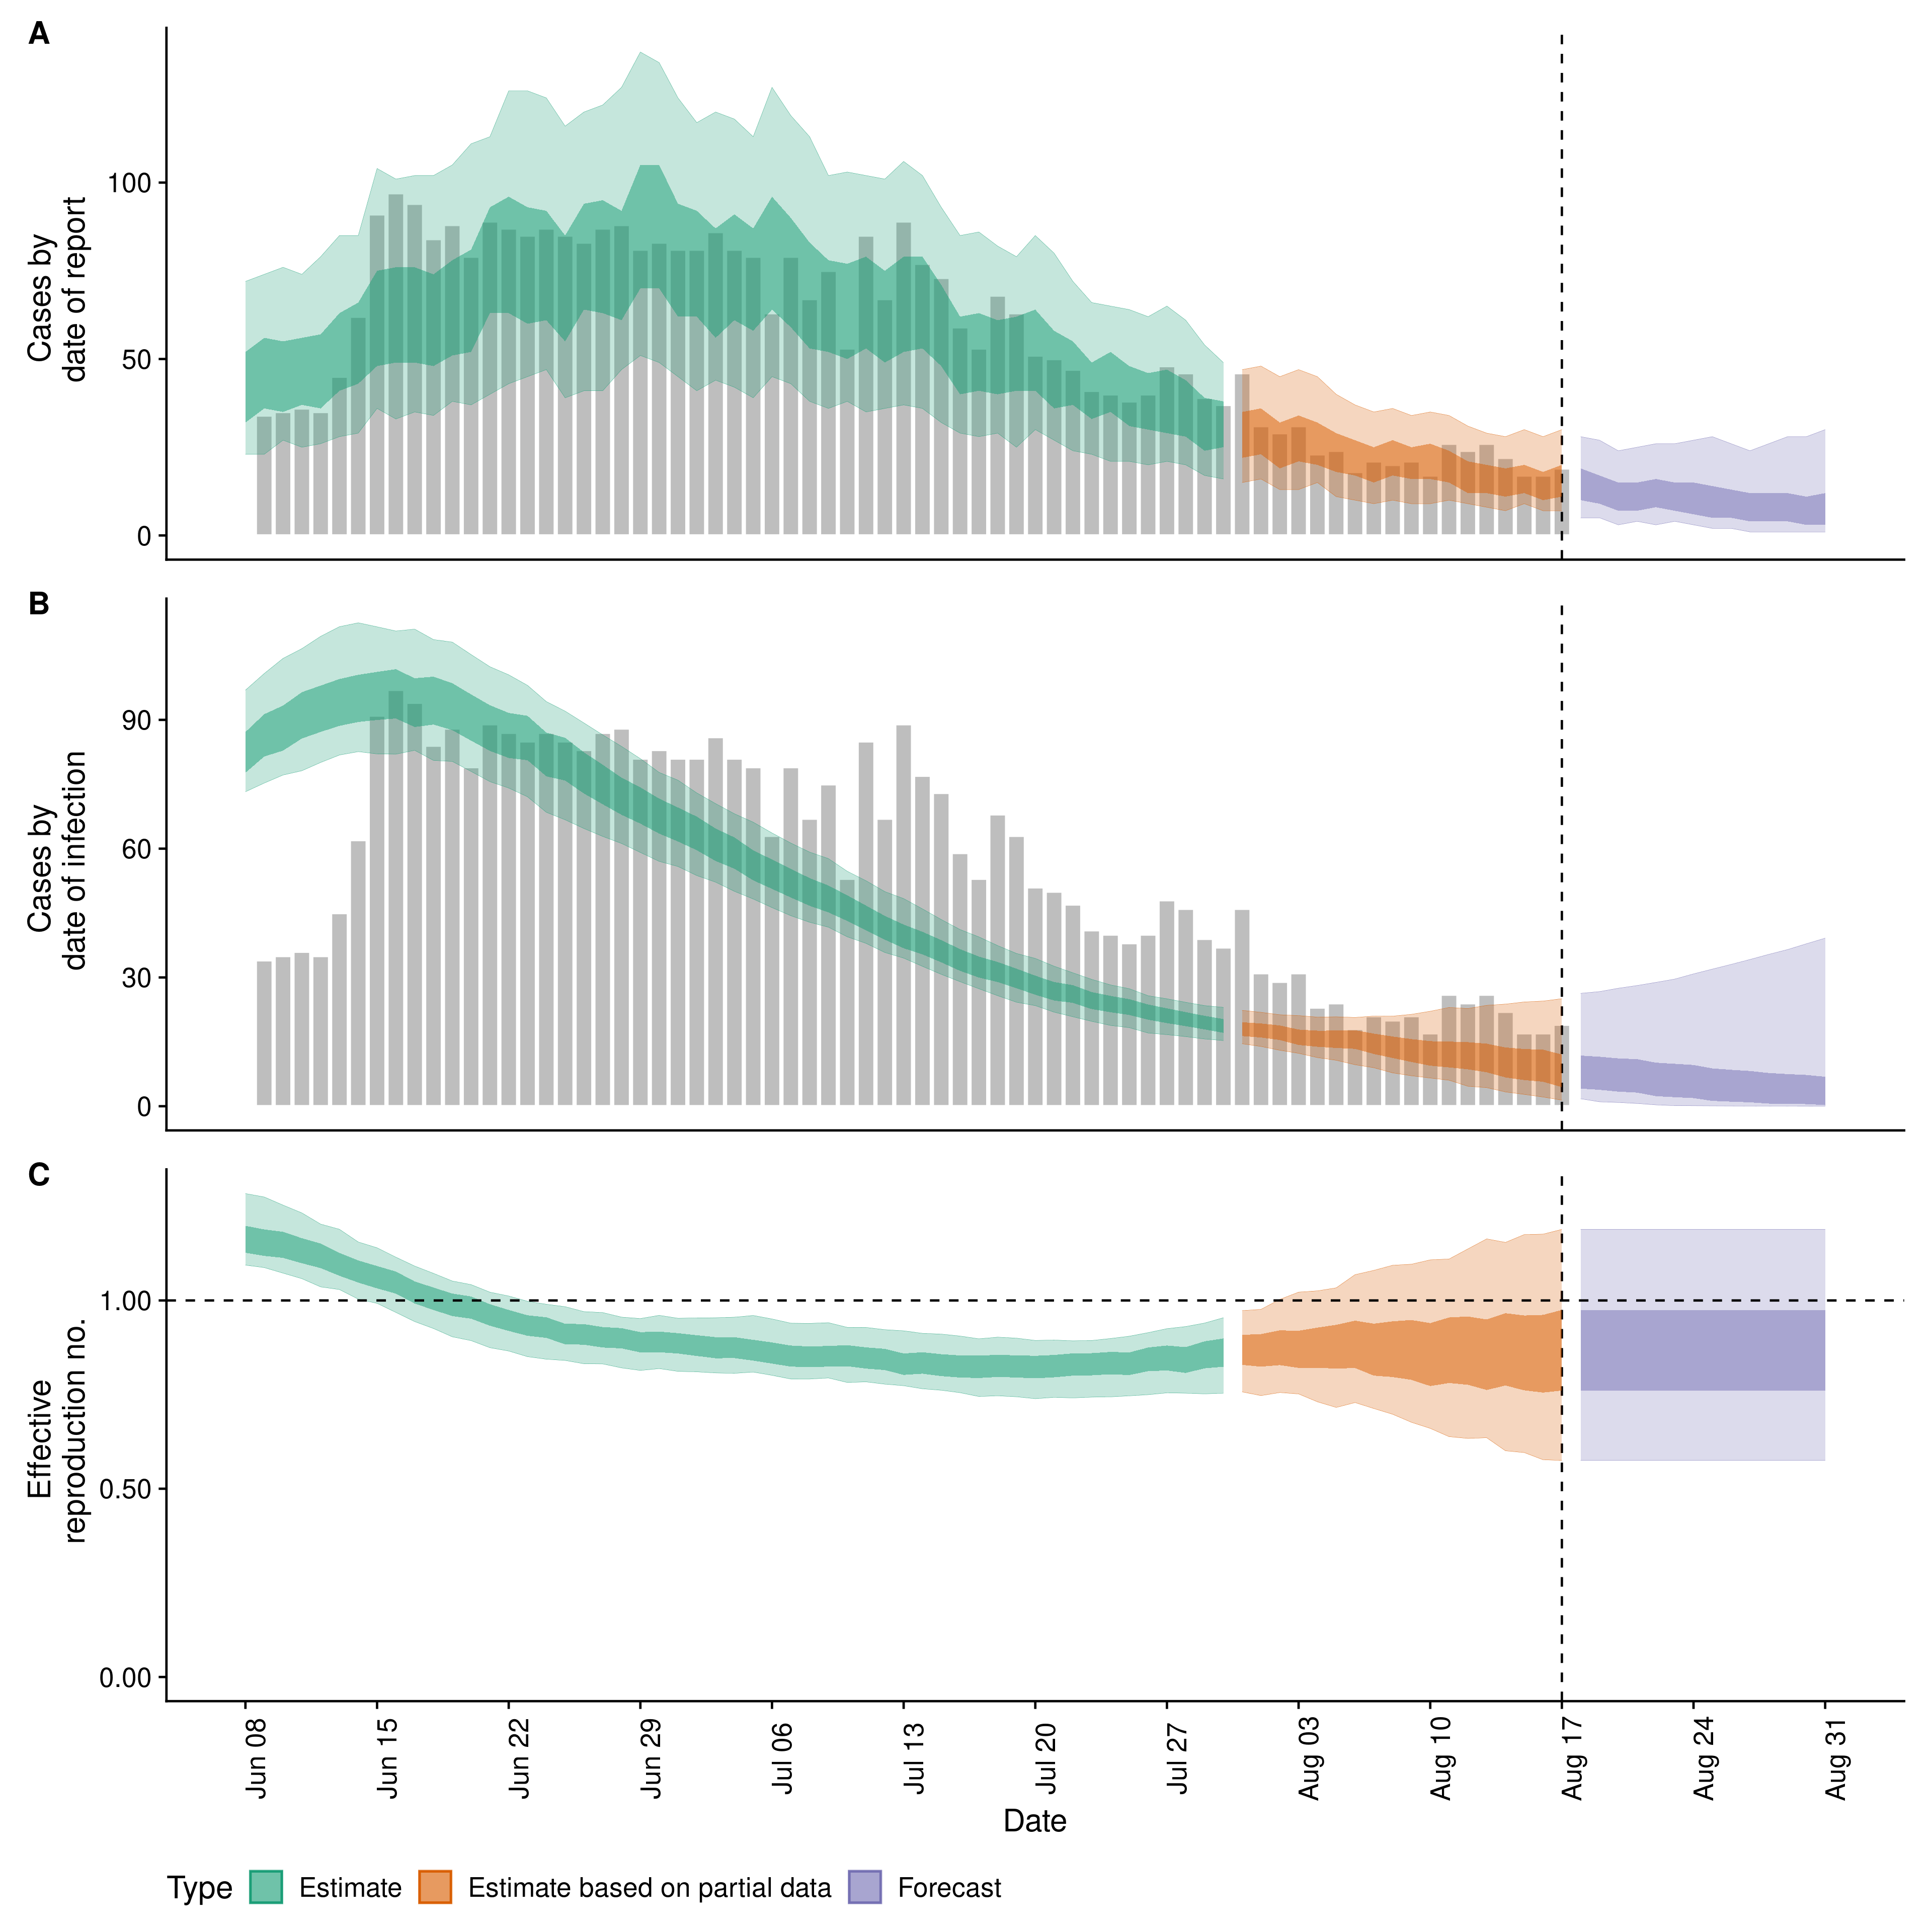 A
Cases by
date of report
100
50
0
B
Cases by
date of infection
90
60
30
0
C
Effective
reproduction no.
1.00
0.50
0.00
Jun 08
Jun 15
Jun 22
Jun 29
Jul 06
Jul 13
Jul 20
Jul 27
Aug 03
Aug 10
Aug 17
Aug 24
Aug 31
Date
Type Estimate Estimate based on partial data Forecast